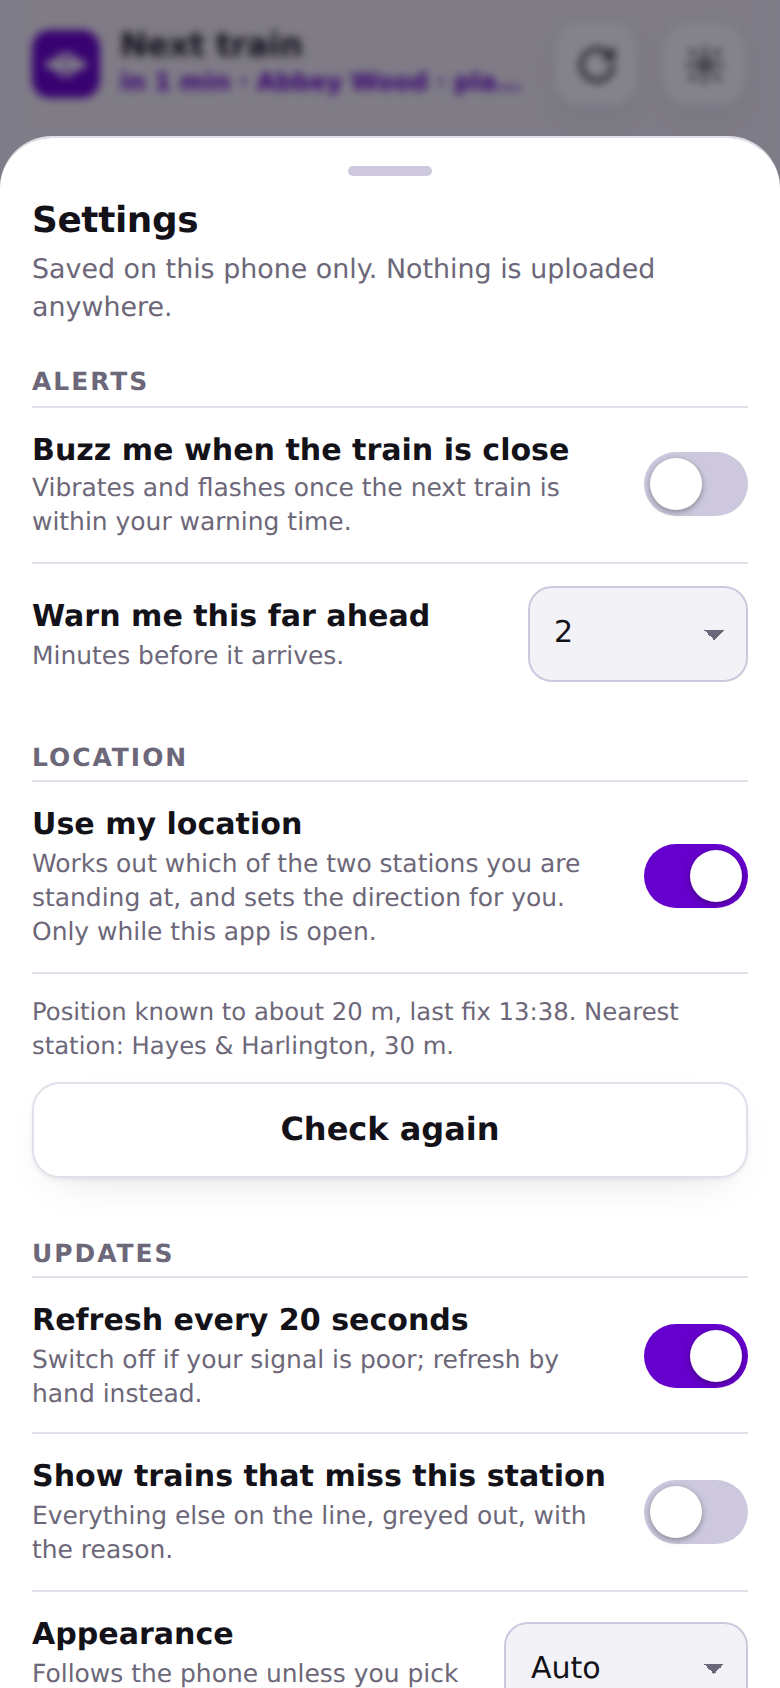 Next train
in 1 min · Abbey Wood · pla...
Settings
Saved on this phone only. Nothing is uploaded
anywhere.
ALERTS
Buzz me when the train is close
Vibrates and flashes once the next train is
within your warning time.
Warn me this far ahead
2
Minutes before it arrives.
LOCATION
Use my location
Works out which of the two stations you are
standing at, and sets the direction for you.
Only while this app is open.
Position known to about 20 m, last fix 13:38. Nearest
station: Hayes & Harlington, 30 m.
Check again
UPDATES
Refresh every 20 seconds
Switch off if your signal is poor; refresh by
hand instead.
Show trains that miss this station
Everything else on the line, greyed out, with
the reason.
Appearance
Auto
Follows the phone unless you pick